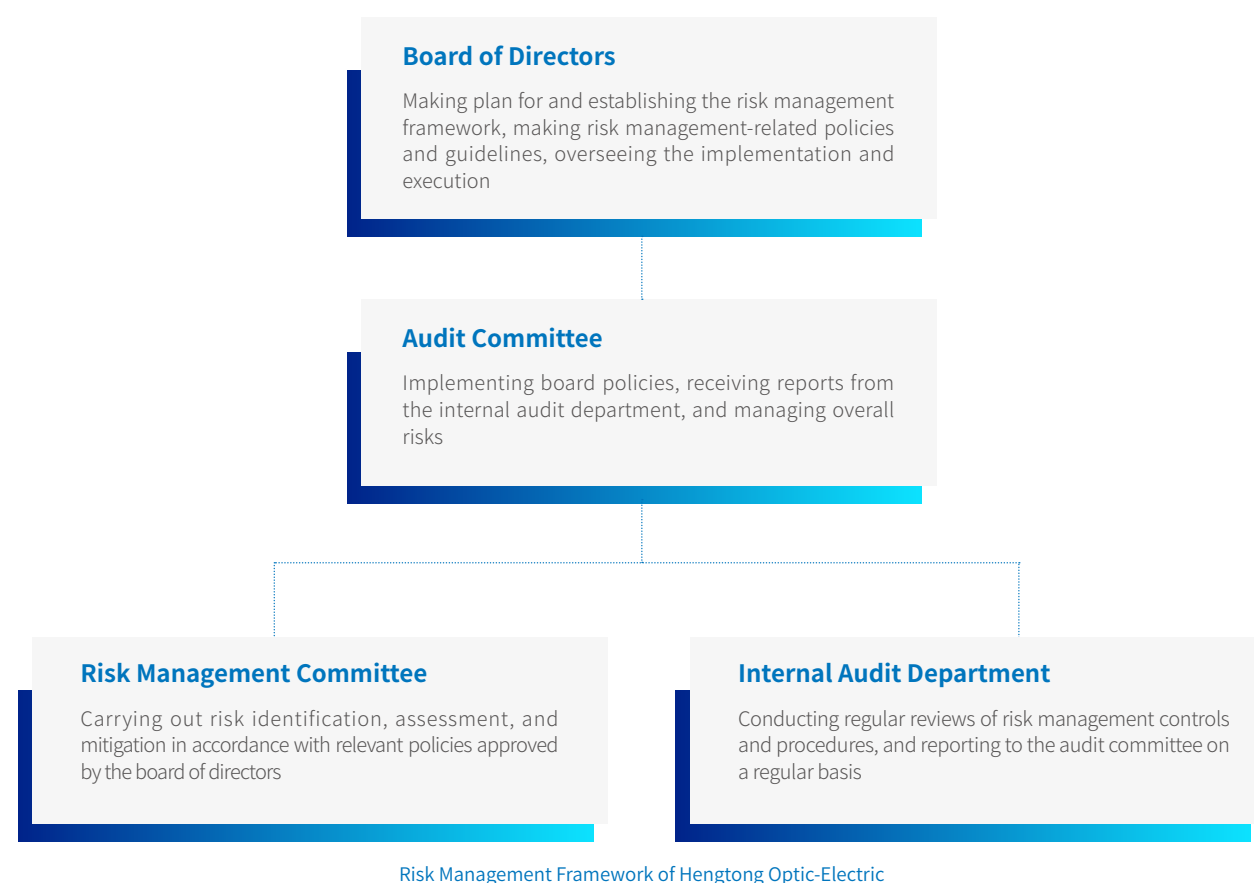 Board of Directors
Making plan for and establishing the risk management
framework, making risk management-related policies
and guidelines, overseeing the implementation and
execution
Audit Committee
Implementing board policies, receiving reports from
the internal audit department, and managing overall
risks
Risk Management Committee
Carrying out risk identification, assessment, and
mitigation in accordance with relevant policies approved
by the board of directors
Internal Audit Department
Conducting regular reviews of risk management controls
and procedures, and reporting to the audit committee on
a regular basis
Risk Management Framework of Hengtong Optic-Electric